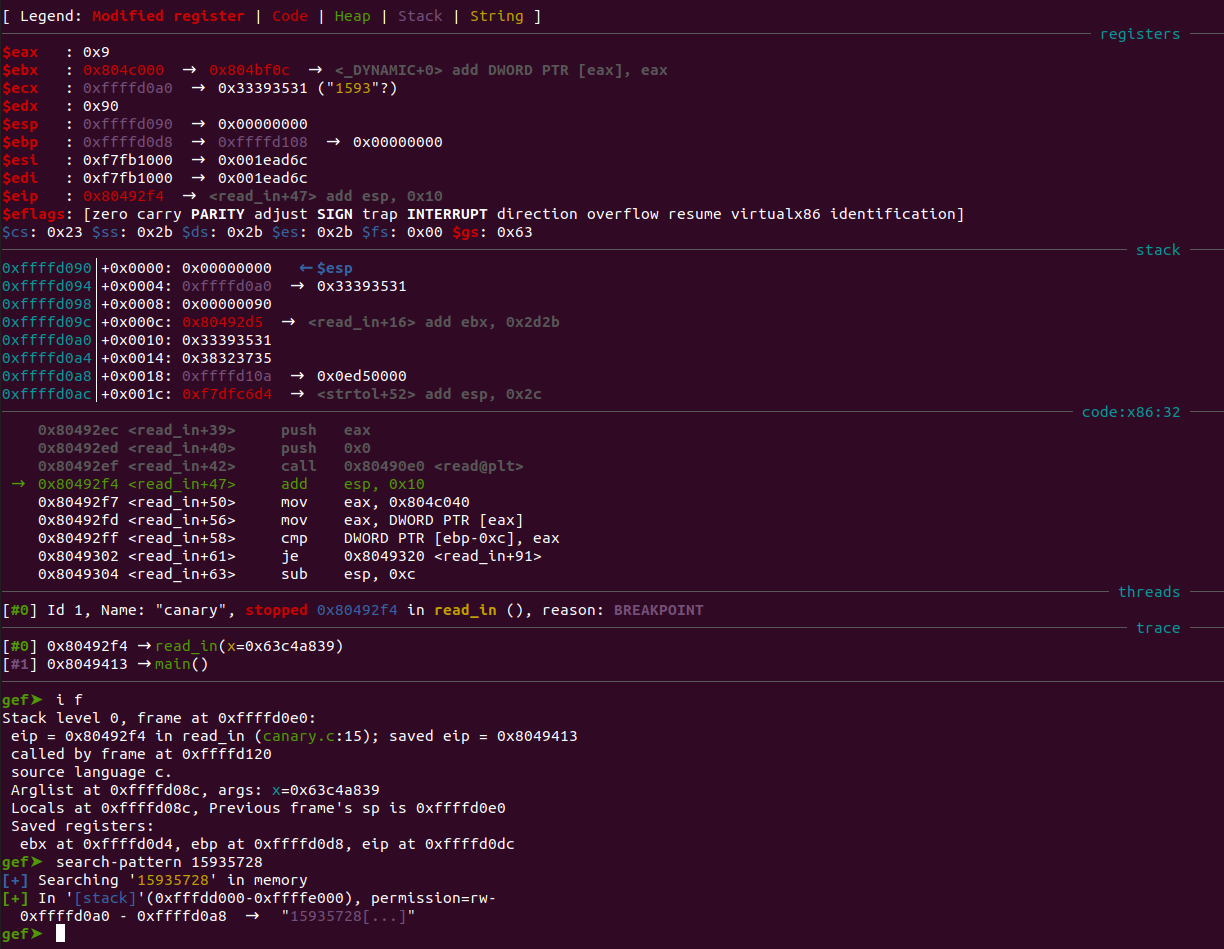 [ Legend: Modified register | Code | Heap | Stack | String ]
registers
$eax   : 0x9
$ebx   : 0x804c000  →  0x804bf0c  →  <_DYNAMIC+0> add DWORD PTR [eax], eax
$ecx   : 0xffffd0a0  →  0x33393531 ("1593"?)
$edx   : 0x90
$esp   : 0xffffd090  →  0x00000000
$ebp   : 0xffffd0d8  →  0xffffd108  →  0x00000000
$esi   : 0xf7fb1000  →  0x001ead6c
$edi   : 0xf7fb1000  →  0x001ead6c
$eip   : 0x80492f4  →  <read_in+47> add esp, 0x10
$eflags: [zero carry PARITY adjust SIGN trap INTERRUPT direction overflow resume virtualx86 identification]
$cs: 0x23 $ss: 0x2b $ds: 0x2b $es: 0x2b $fs: 0x00 $gs: 0x63
stack
0xffffd090│+0x0000: 0x00000000   ←$esp
0xffffd094│+0x0004: 0xffffd0a0  →  0x33393531
0xffffd098│+0x0008: 0x00000090
0xffffd09c│+0x000c: 0x80492d5  →  <read_in+16> add ebx, 0x2d2b
0xffffd0a0│+0x0010: 0x33393531
0xffffd0a4│+0x0014: 0x38323735
0xffffd0a8│+0x0018: 0xffffd10a  →  0x0ed50000
0xffffd0ac│+0x001c: 0xf7dfc6d4  →  <strtol+52> add esp, 0x2c
code:x86:32
0x80492ec <read_in+39>     push   eax
0x80492ed <read_in+40>     push   0x0
0x80492ef <read_in+42>     call   0x80490e0 <read@plt>
→ 0x80492f4 <read_in+47>     add    esp, 0x10
0x80492f7 <read_in+50>     mov    eax, 0x804c040
0x80492fd <read_in+56>     mov    eax, DWORD PTR [eax]
0x80492ff <read_in+58>     cmp    DWORD PTR [ebp-0xc], eax
0x8049302 <read_in+61>     je     0x8049320 <read_in+91>
0x8049304 <read_in+63>     sub    esp, 0xc
threads
[#0] Id 1, Name: "canary", stopped 0x80492f4 in read_in (), reason: BREAKPOINT
trace
[#0] 0x80492f4 →read_in(x=0x63c4a839)
[#1] 0x8049413 →main()
gef➤  i f
Stack level 0, frame at 0xffffd0e0:
eip = 0x80492f4 in read_in (canary.c:15); saved eip = 0x8049413
called by frame at 0xffffd120
source language c.
Arglist at 0xffffd08c, args: x=0x63c4a839
Locals at 0xffffd08c, Previous frame's sp is 0xffffd0e0
Saved registers:
ebx at 0xffffd0d4, ebp at 0xffffd0d8, eip at 0xffffd0dc
gef➤  search-pattern 15935728
[+] Searching '15935728' in memory
[+] In '[stack]'(0xfffdd000-0xffffe000), permission=rw-
0xffffd0a0 - 0xffffd0a8  →   "15935728[...]"
gef➤